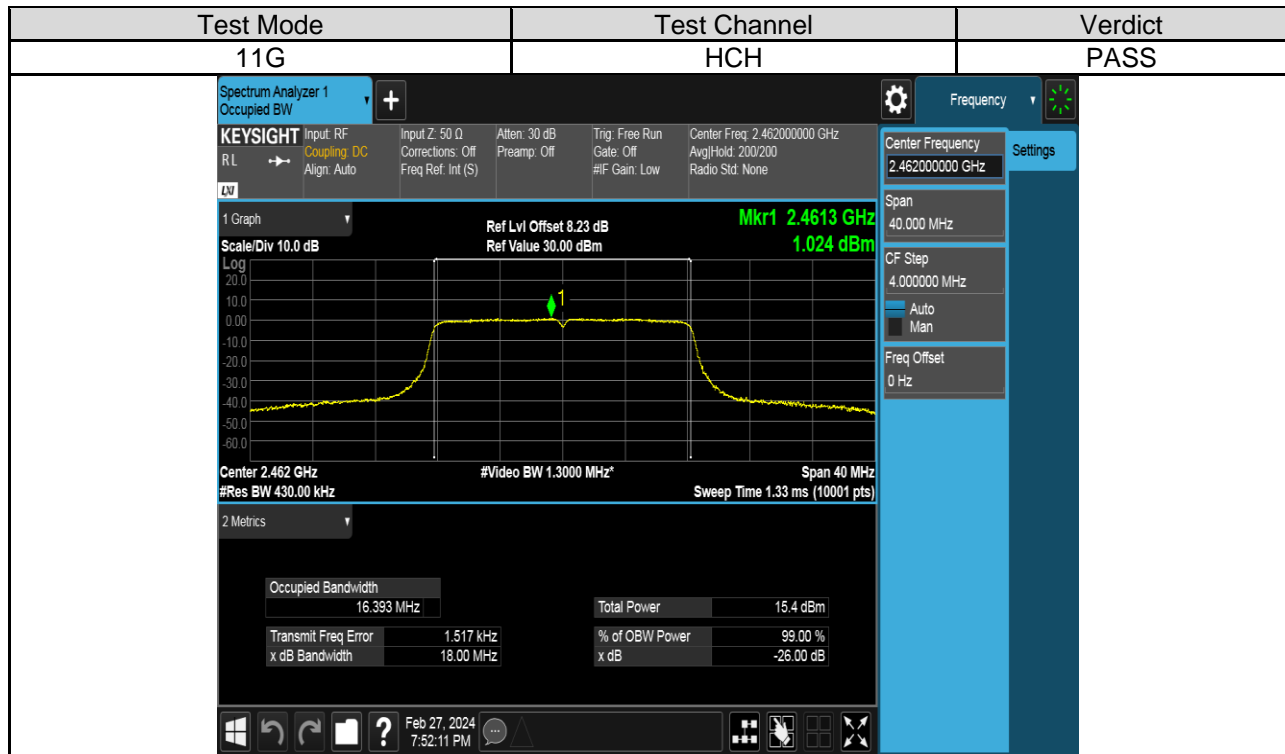 Test Mode Test Channel Verdict
11G HCH PASS
Spectrum Analyzer 1
Occupied BW
+
Frequency
KEYSIGHT Input: RF Input Z: 50 Ω Atten: 30 dB Trig: Free Run Center Freq: 2.462000000 GHz
R L Coupling: DC Corrections: Off Preamp: Off Gate: Off Avg|Hold: 200/200
Align: Auto Freq Ref: Int (S) #IF Gain: Low Radio Std: None
LXI
Center Frequency
2.462000000 GHz
Settings
Span
40.000 MHz
CF Step
4.000000 MHz
Auto
Man
Freq Offset
0 Hz
1 Graph Ref Lvl Offset 8.23 dB Mkr1 2.4613 GHz
Scale/Div 10.0 dB Ref Value 30.00 dBm 1.024 dBm
Log
20.0
10.0
1
0.00
-10.0
-20.0
-30.0
-40.0
-50.0
-60.0
Center 2.462 GHz #Video BW 1.3000 MHz* Span 40 MHz
#Res BW 430.00 kHz Sweep Time 1.33 ms (10001 pts)
2 Metrics
Occupied Bandwidth
16.393 MHz Total Power 15.4 dBm
Transmit Freq Error 1.517 kHz % of OBW Power 99.00 %
x dB Bandwidth 18.00 MHz x dB -26.00 dB
? Feb 27, 2024
7:52:11 PM